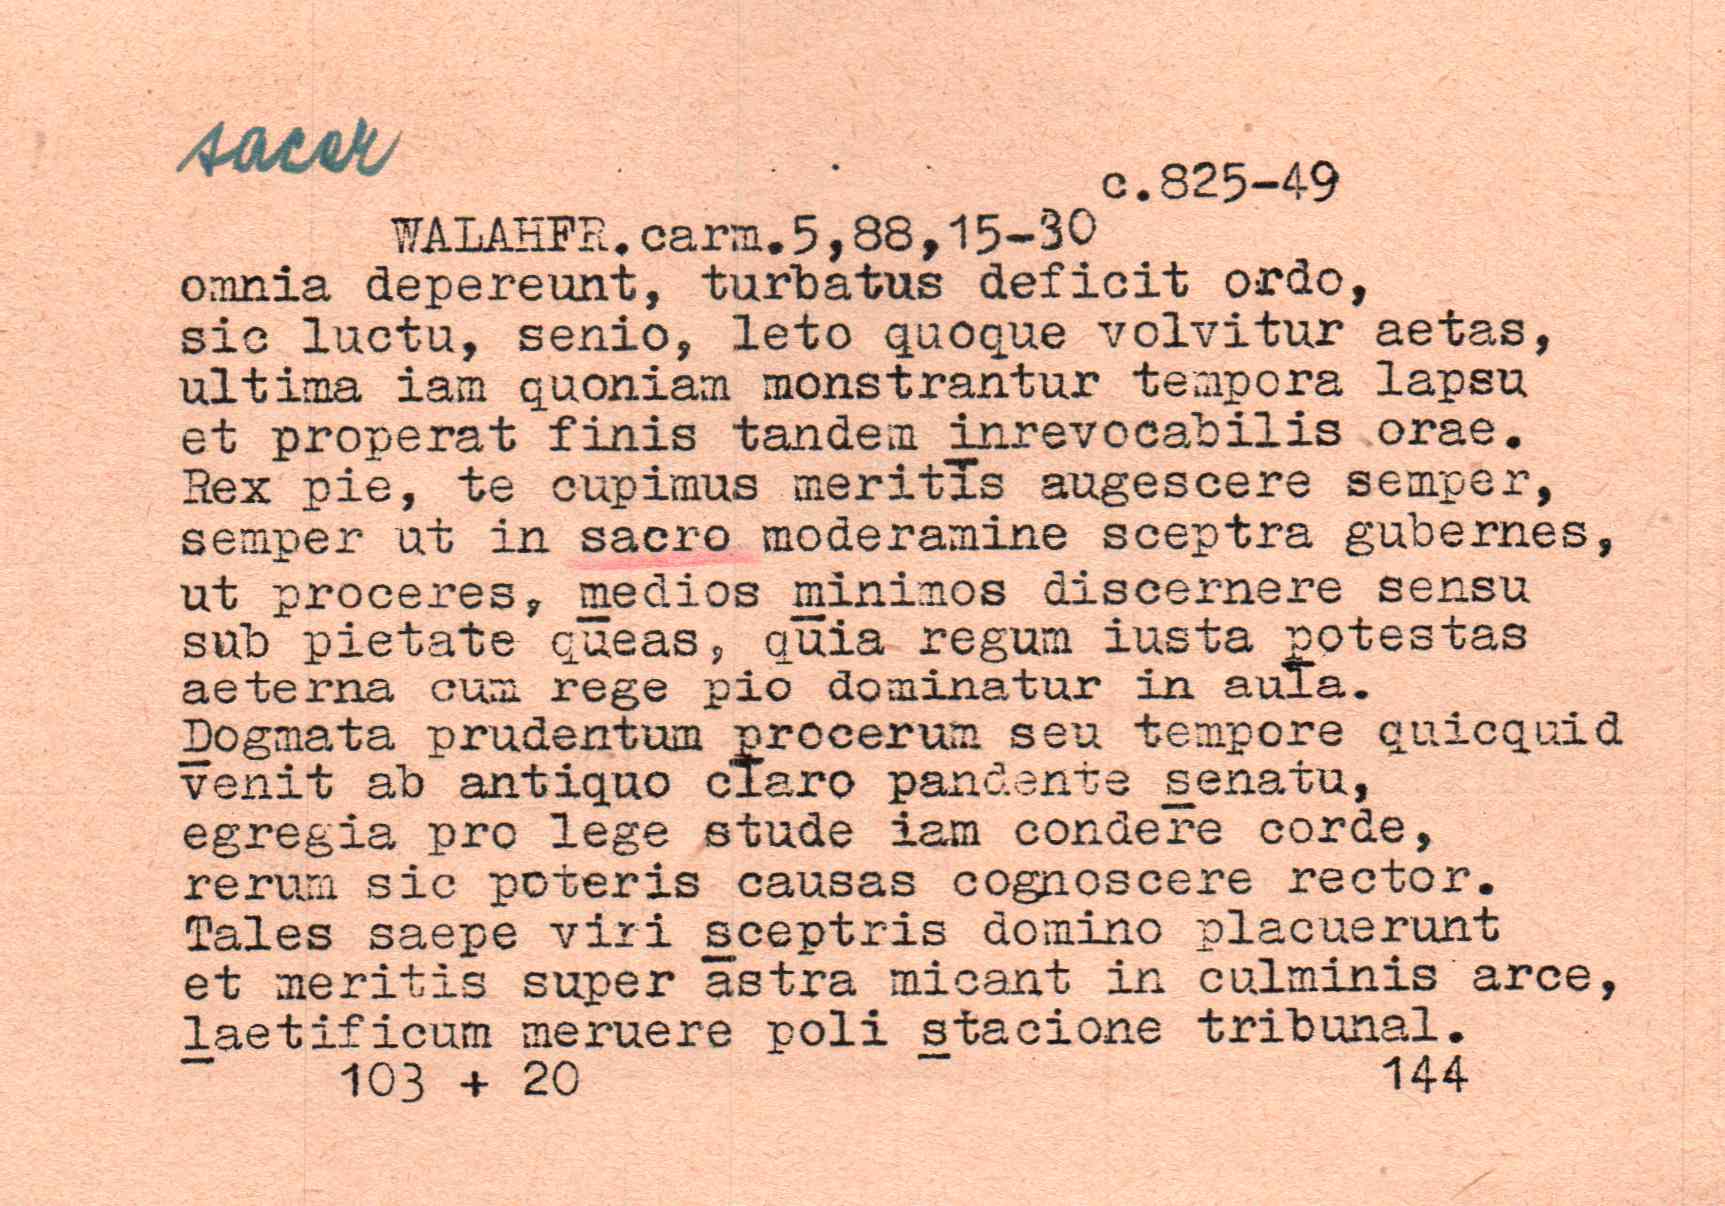 sacer
c.825-49
WALAHFR.carm.5,88,15-30
omnia depereunt, turbatus deficit ordo,
sic luctu, senio, leto quoque volvitur aetas,
ultima iam quoniam monstrantur tempora lapsu
et properat finis tandem inrevocabilis orae.
Rex pie, te cupimus meritis augescere semper,
semper ut in sacro moderamine sceptra gubernes,
ut proceres, medios minimos discernere sensu
sub pietate queas, quia regum iusta potestas
aeterna cum rege pio dominatur in aula.
Dogmata prudentum procerum seu tempore quicquid
venit ab antiquo claro pandente senatu,
egregia pro lege stude iam condere corde,
rerum sic poteris causas cognoscere rector.
Tales saepe viri sceptris domino placuerunt
et meritis super astra micant in culminis arce,
laetificum meruere poli stacione tribunal.
103 + 20 144